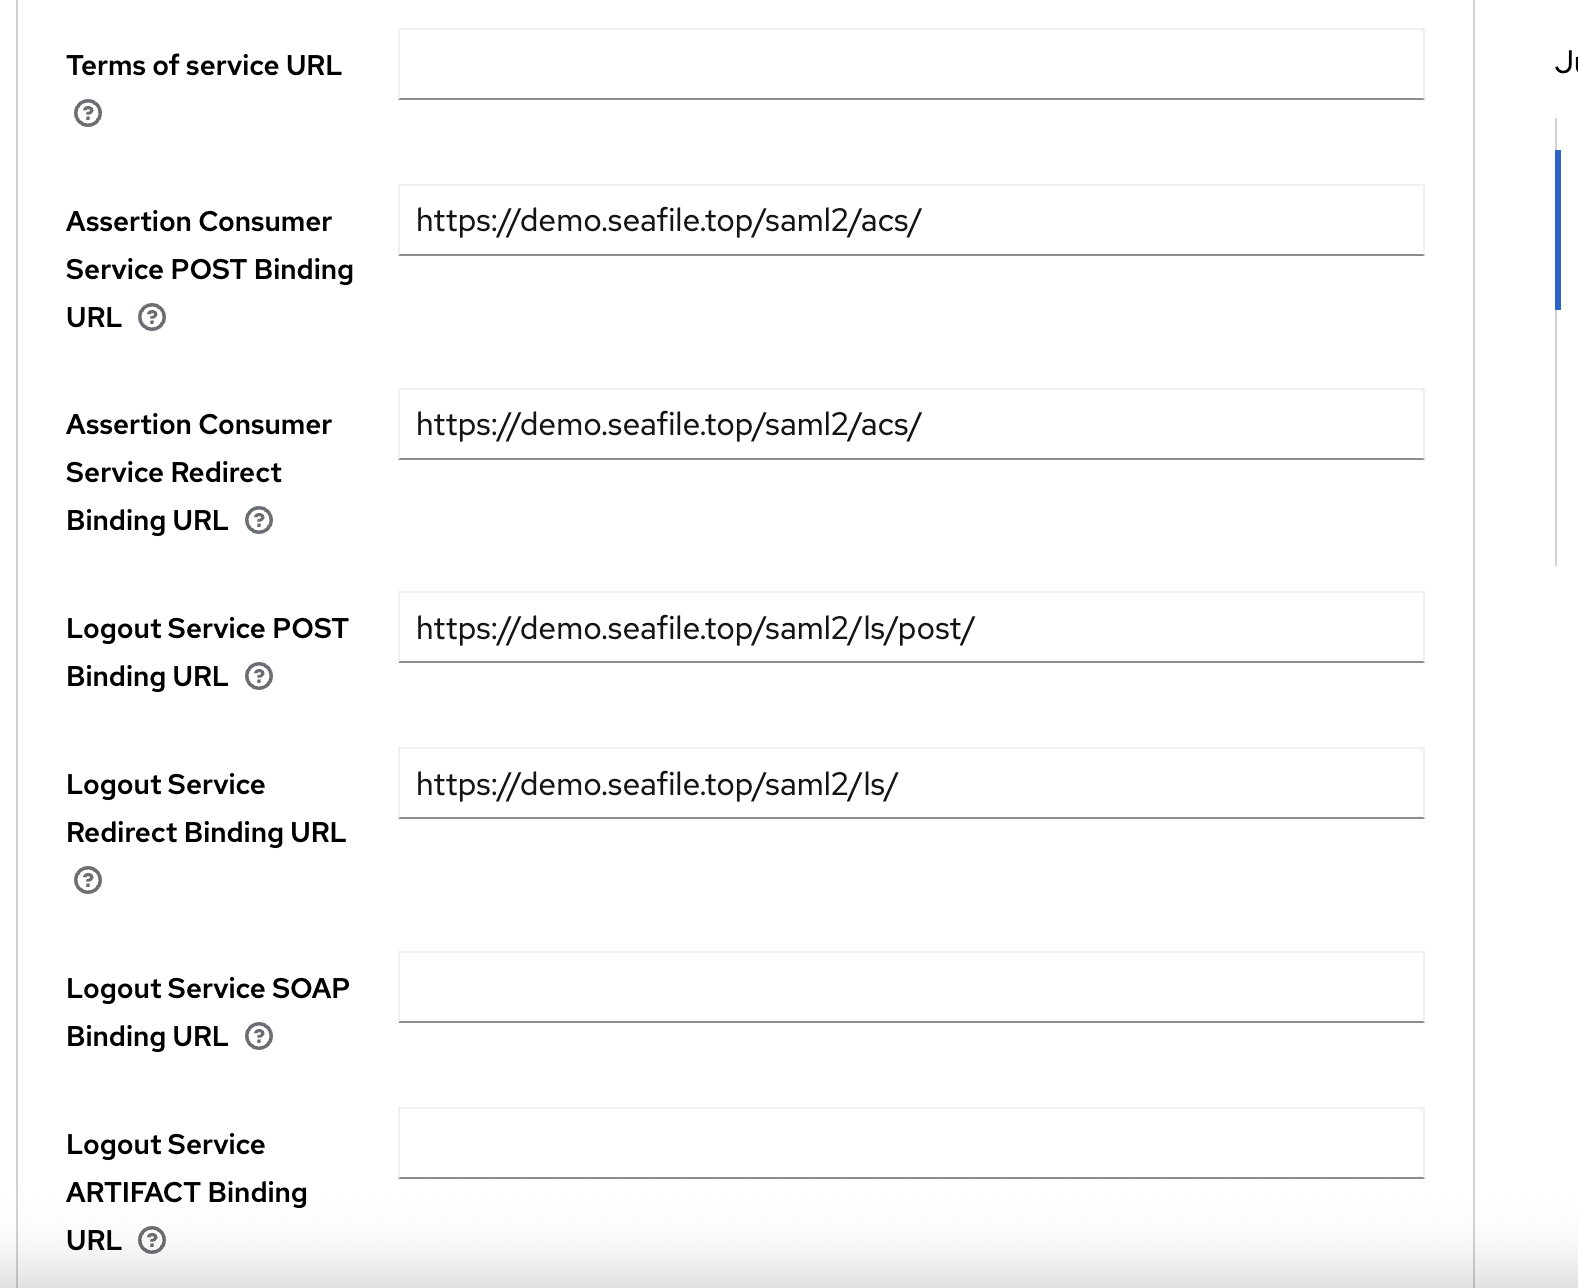 Terms of service URL
Assertion Consumer
Service POST Binding
URL
https://demo.seafile.top/saml2/acs/
Assertion Consumer
Service Redirect
Binding URL
https://demo.seafile.top/saml2/acs/
Logout Service POST
Binding URL
https://demo.seafile.top/saml2/ls/post/
Logout Service
Redirect Binding URL
https://demo.seafile.top/saml2/ls/
Logout Service SOAP
Binding URL
Logout Service
ARTIFACT Binding
URL